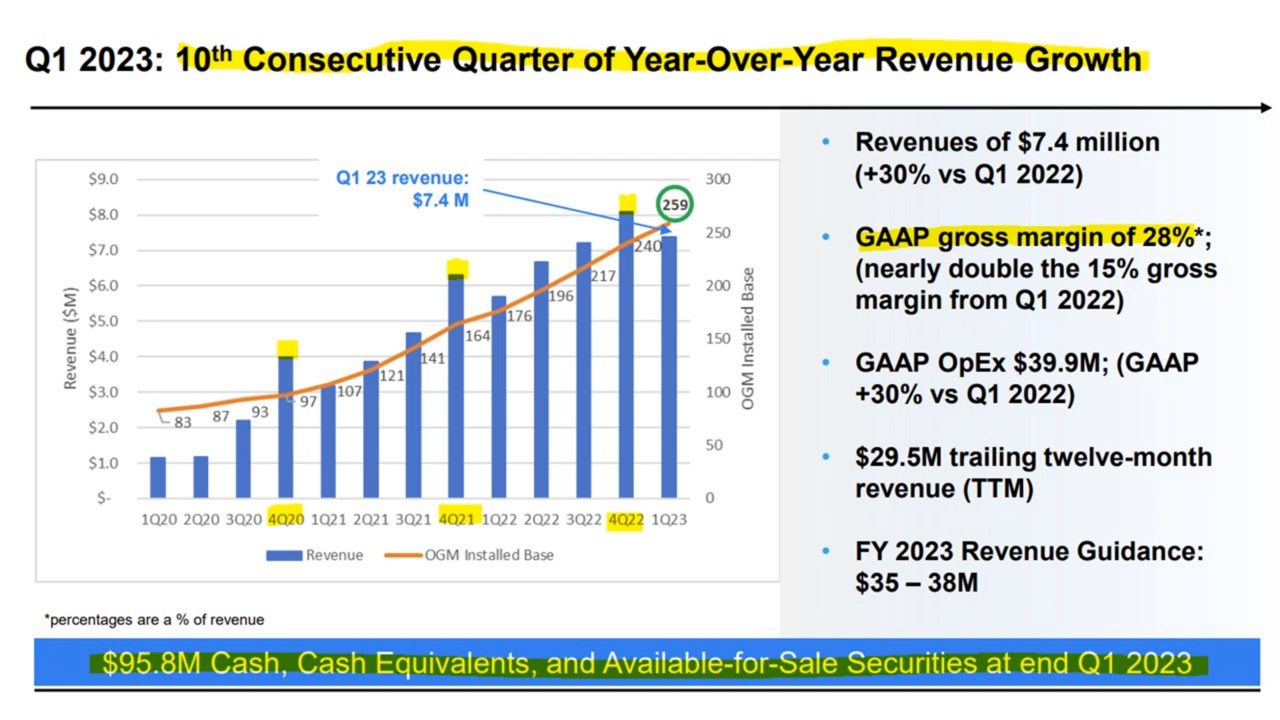 Q1 2023: 10th Consecutive Quarter of Year-Over-Year Revenue Growth
Q1 23 revenue:
$7.4 M
$9.0
$8.0
$7.0
$6.0
$5.0
$4.0
$3.0
$2.0
$1.0
$-
Revenue ($M)
83
87
93
97
107
121
141
164
176
196
217
240
259
300
250
200
150
100
50
0
OGM Installed Base
1Q20 2Q20 3Q20 4Q20 1Q21 2Q21 3Q21 4Q21 1Q22 2Q22 3Q22 4Q22 1Q23
Revenue OGM Installed Base
• Revenues of $7.4 million
(+30% vs Q1 2022)
• GAAP gross margin of 28%*;
(nearly double the 15% gross
margin from Q1 2022)
• GAAP OpEx $39.9M; (GAAP
+30% vs Q1 2022)
• $29.5M trailing twelve-month
revenue (TTM)
• FY 2023 Revenue Guidance:
$35 – 38M
*percentages are a % of revenue
$95.8M Cash, Cash Equivalents, and Available-for-Sale Securities at end Q1 2023